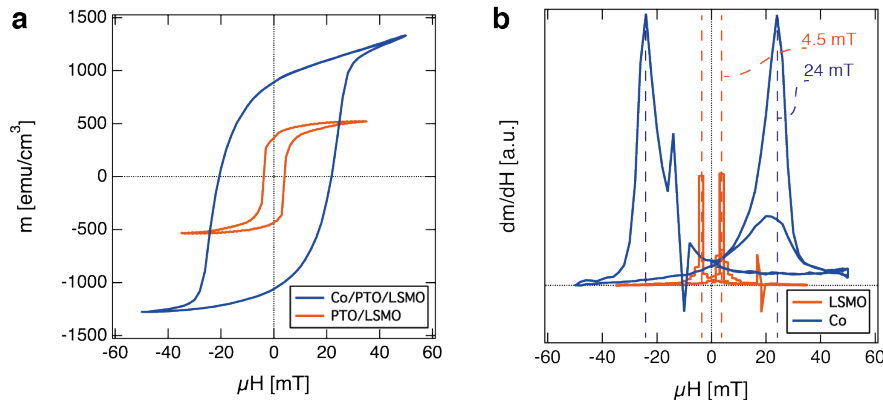 a
1500
1000
500
0
-500
-1000
-1500
m [emu/cm³]
-60
-40
-20
0
20
40
60
µH [mT]
Co/PTO/LSMO
PTO/LSMO
b
dm/dH [a.u.]
4.5 mT
24 mT
LSMO
Co
-60
-40
-20
0
20
40
60
µH [mT]